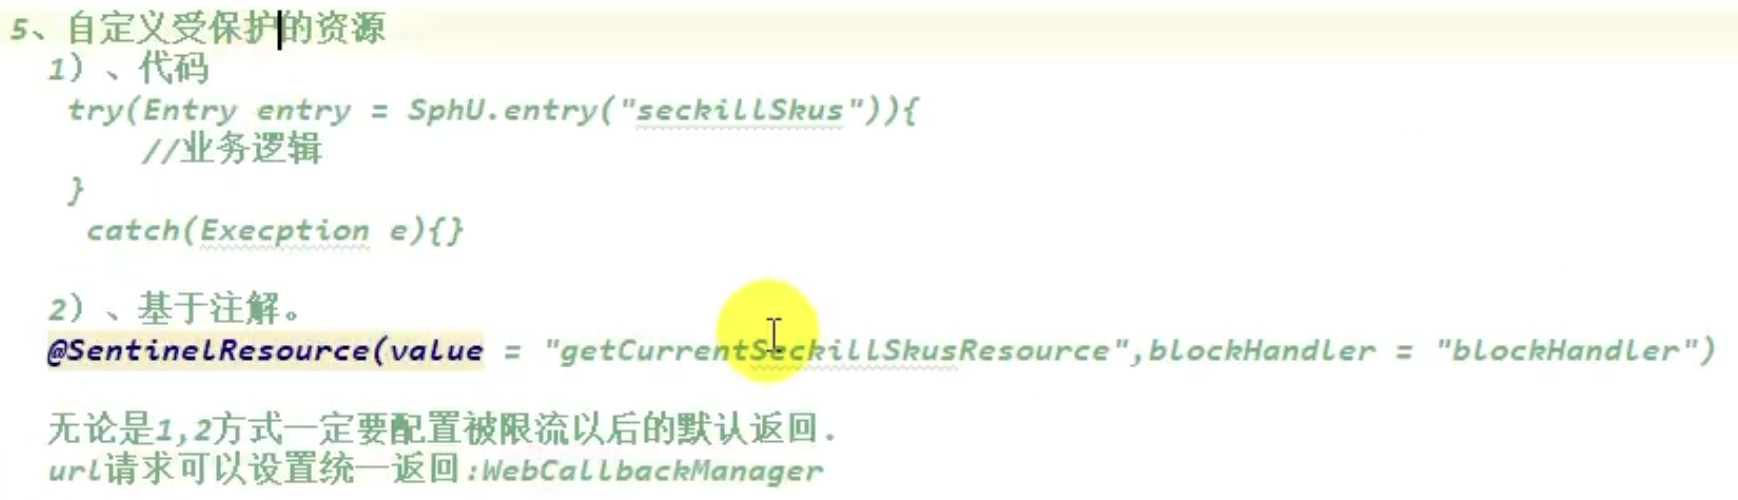 5、自定义受保护的资源
1）、代码
try(Entry entry = SphU.entry("seckillSkus")){
//业务逻辑
}
catch(Execption e){}
2）、基于注解。
@SentinelResource(value = "getCurrentSeckillSkusResource",blockHandler = "blockHandler")
无论是1,2方式一定要配置被限流以后的默认返回.
url请求可以设置统一返回:WebCallbackManager